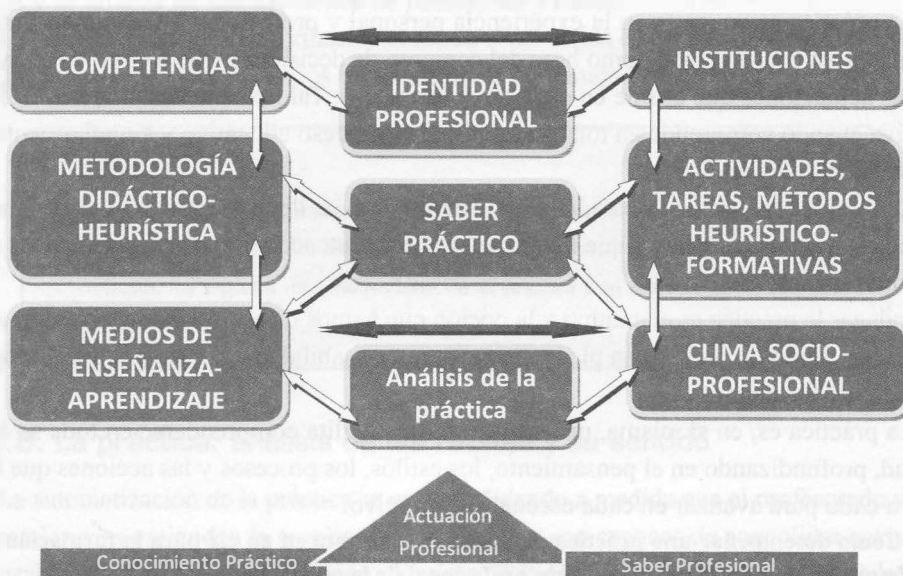 COMPETENCIAS
IDENTIDAD
PROFESIONAL
INSTITUCIONES
METODOLOGÍA
DIDÁCTICO-
HEURÍSTICA
SABER
PRÁCTICO
ACTIVIDADES,
TAREAS, MÉTODOS
HEURÍSTICO-
FORMATIVAS
MEDIOS DE
ENSEÑANZA-
APRENDIZAJE
Análisis de la
práctica
CLIMA SOCIO-
PROFESIONAL
Actuación
Profesional
Conocimiento Práctico
Saber Profesional